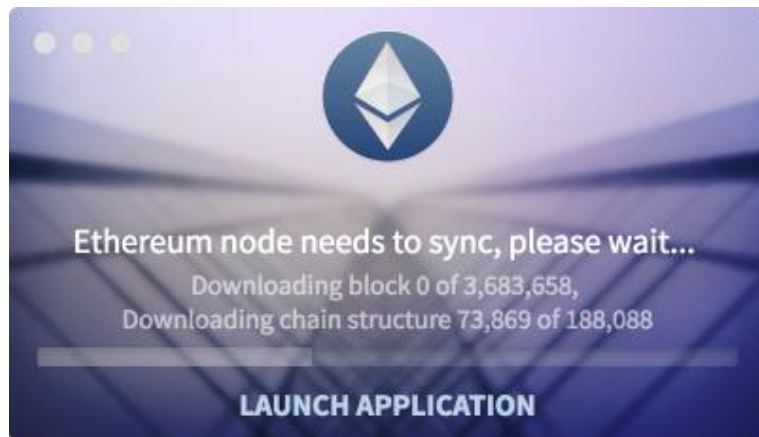 Ethereum node needs to sync, please wait...
Downloading block 0 of 3,683,658,
Downloading chain structure 73,869 of 188,088
LAUNCH APPLICATION